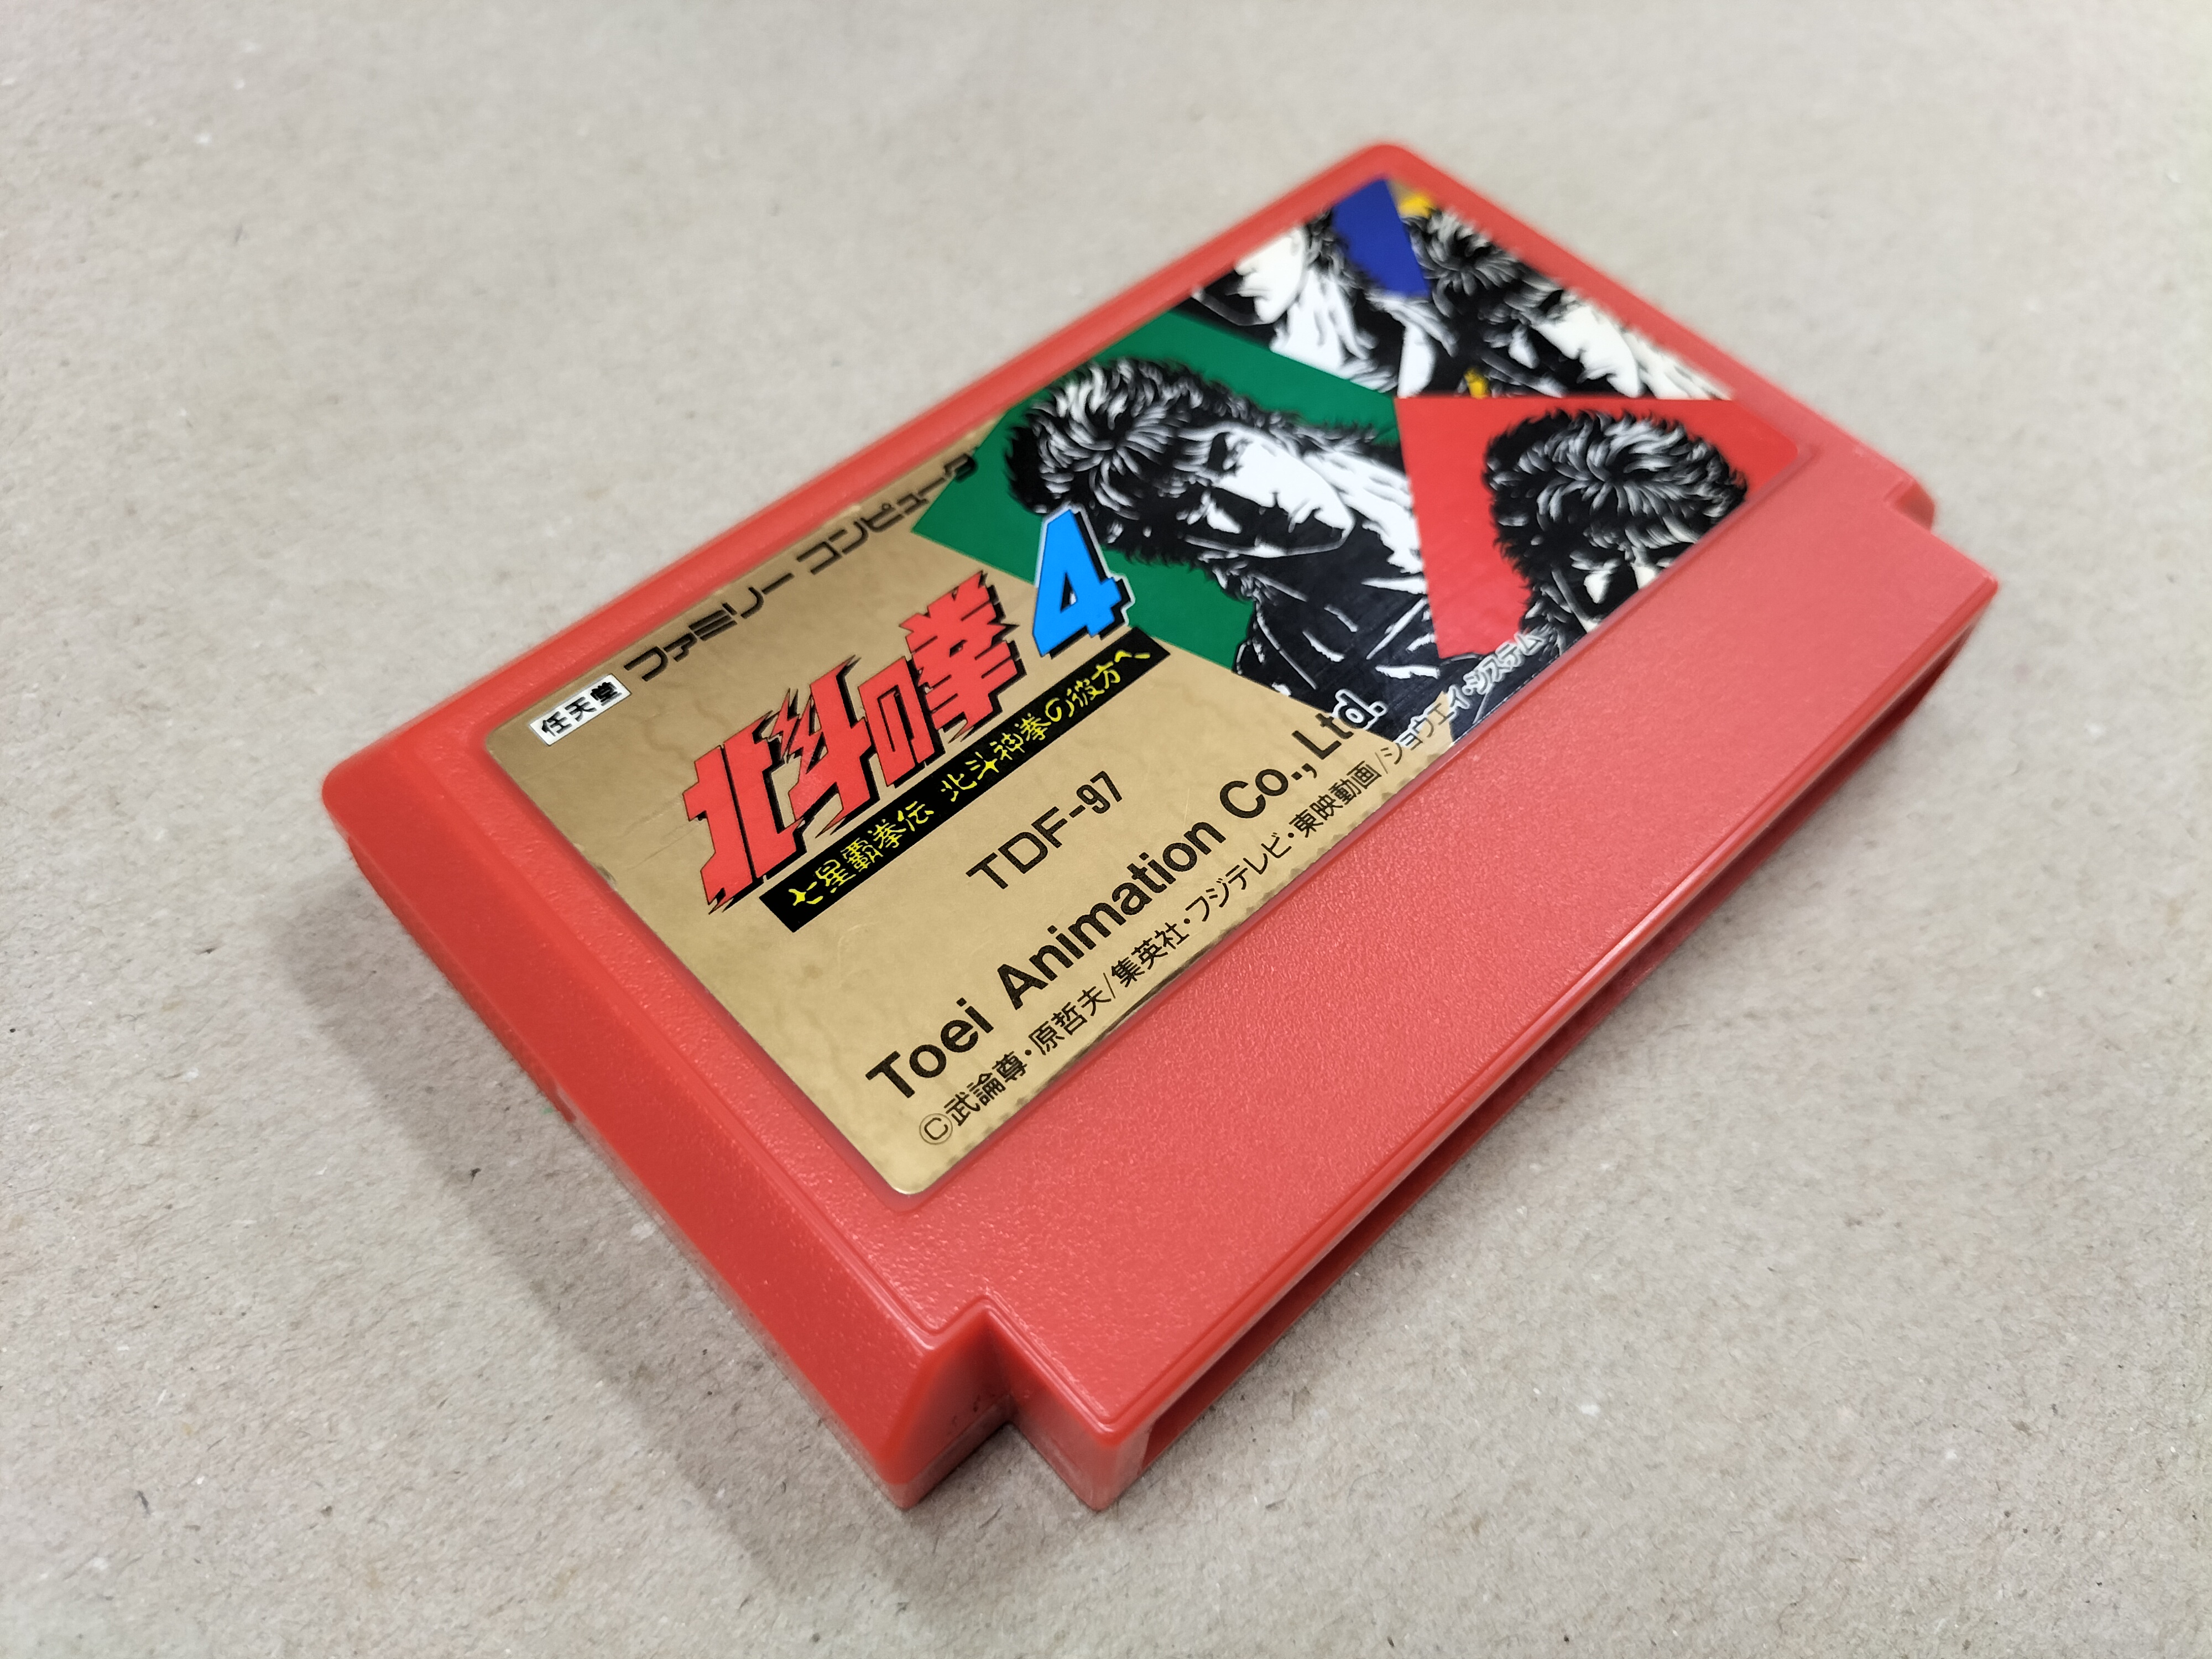 任天堂 ファミリー コンピュータ
北斗の拳4
七星覇拳伝 北斗神拳の彼方へ
TDF-97
Toei Animation Co.,Ltd.
©武論尊・原哲夫/集英社・フジテレビ・東映動画/ショウエイ・システム